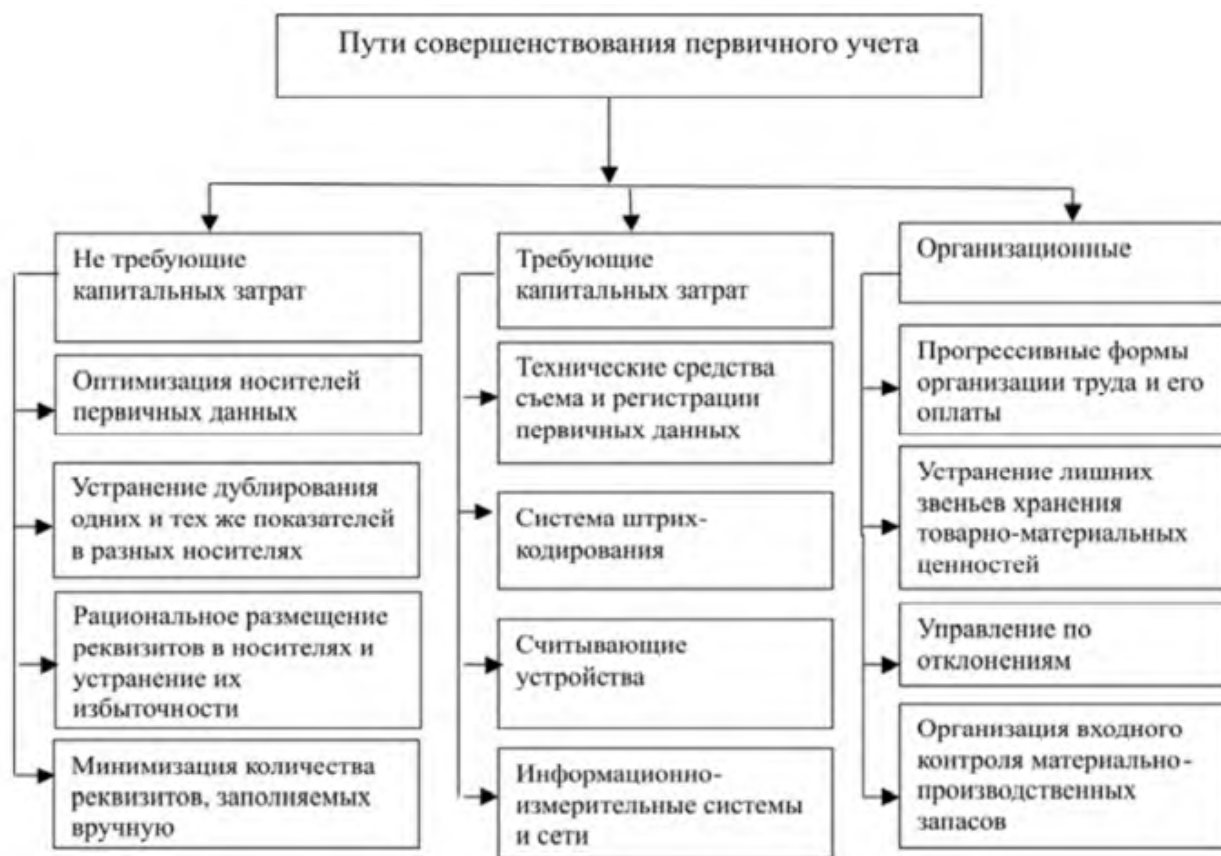 Пути совершенствования первичного учета
Не требующие
капитальных затрат
Оптимизация носителей
первичных данных
Устранение дублирования
одних и тех же показателей
в разных носителях
Рациональное размещение
реквизитов в носителях и
устранение их
избыточности
Минимизация количества
реквизитов, заполняемых
вручную
Требующие
капитальных затрат
Технические средства
съема и регистрации
первичных данных
Система штрих-
кодирования
Считывающие
устройства
Информационно-
измерительные системы
и сети
Организационные
Прогрессивные формы
организации труда и его
оплаты
Устранение лишних
звеньев хранения
товарно-материальных
ценностей
Управление по
отклонениям
Организация входного
контроля материально-
производственных
запасов